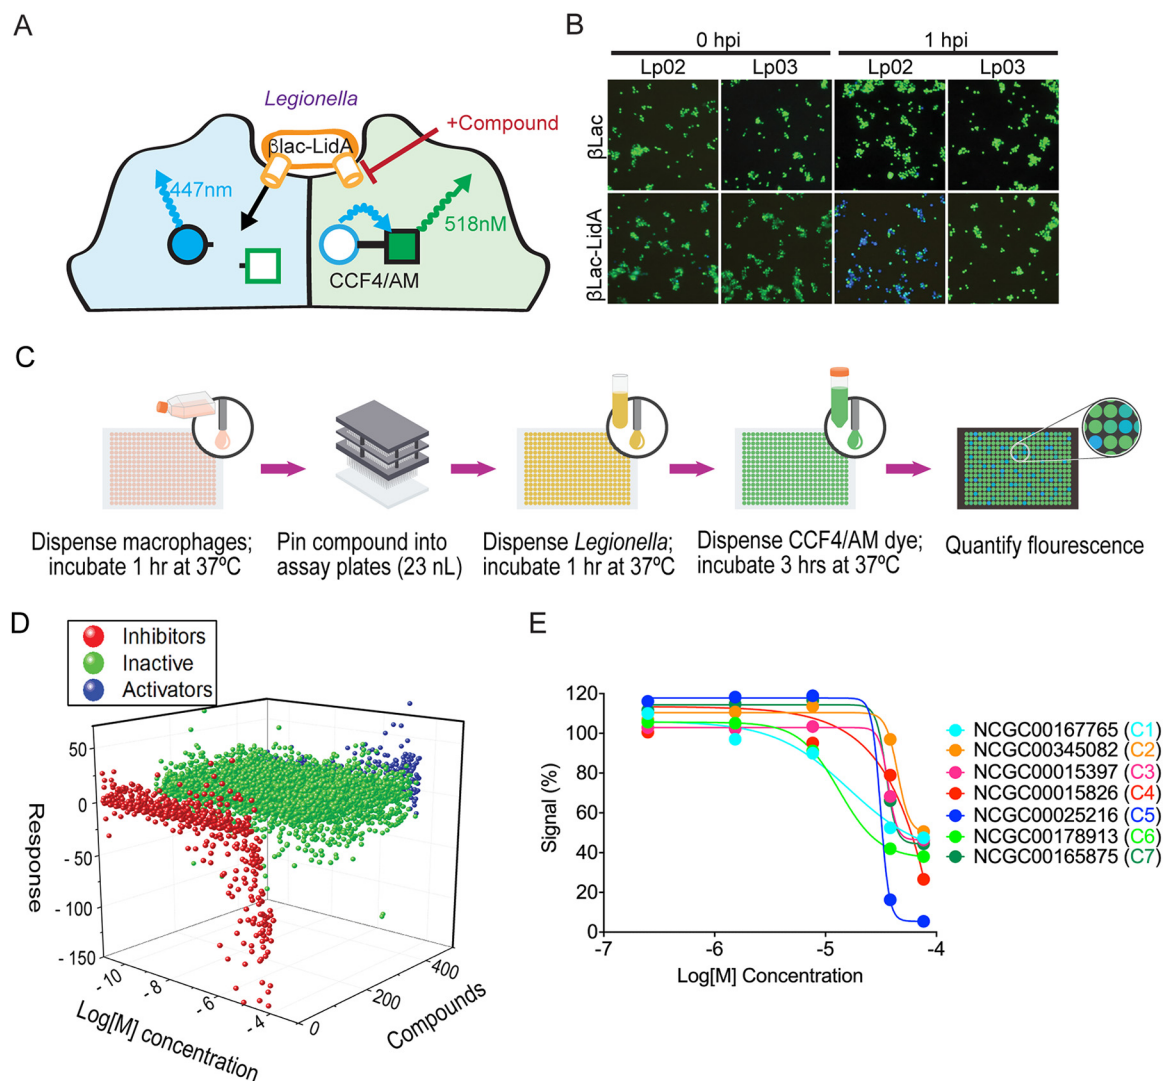 A
Legionella
+Compound
βlac-LidA
447nm
518nM
CCF4/AM
B
0 hpi
1 hpi
Lp02
Lp03
Lp02
Lp03
βLac
βLac-LidA
C
Dispense macrophages;
incubate 1 hr at 37ºC
Pin compound into
assay plates (23 nL)
Dispense Legionella;
incubate 1 hr at 37ºC
Dispense CCF4/AM dye;
incubate 3 hrs at 37ºC
Quantify flourescence
D
Inhibitors
Inactive
Activators
Response
50
0
- 50
- 100
- 150
- 10
- 8
- 6
- 4
Log[M] concentration
0
200
400
Compounds
E
Signal (%)
120
100
80
60
40
20
0
-7
-6
-5
-4
Log[M] Concentration
NCGC00167765 (C1)
NCGC00345082 (C2)
NCGC00015397 (C3)
NCGC00015826 (C4)
NCGC00025216 (C5)
NCGC00178913 (C6)
NCGC00165875 (C7)